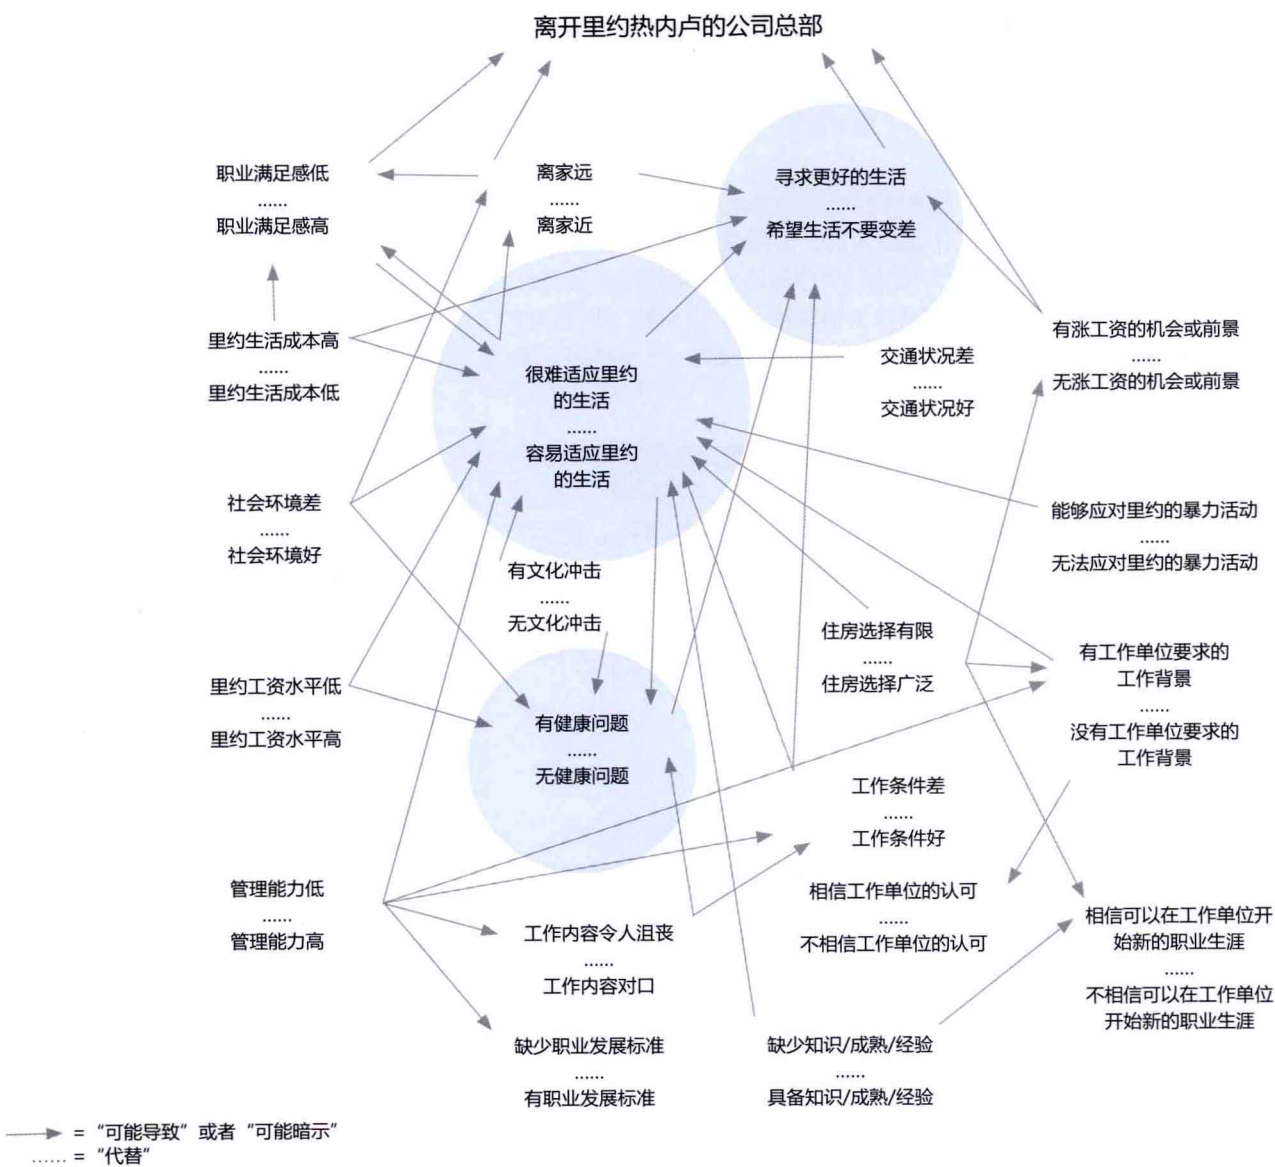 离开里约热内卢的公司总部
职业满足感低
……
职业满足感高
离家远
……
离家近
寻求更好的生活
……
希望生活不要变差
里约生活成本高
……
里约生活成本低
很难适应里约
的生活
……
容易适应里约
的生活
交通状况差
……
交通状况好
有涨工资的机会或前景
……
无涨工资的机会或前景
社会环境差
……
社会环境好
有文化冲击
……
无文化冲击
能够应对里约的暴力活动
……
无法应对里约的暴力活动
住房选择有限
……
住房选择广泛
里约工资水平低
……
里约工资水平高
有健康问题
……
无健康问题
有工作单位要求的
工作背景
……
没有工作单位要求的
工作背景
工作条件差
……
工作条件好
管理能力低
……
管理能力高
相信工作单位的认可
……
不相信工作单位的认可
工作内容令人沮丧
……
工作内容对口
相信可以在工作单位开
始新的职业生涯
……
不相信可以在工作单位
开始新的职业生涯
缺少职业发展标准
……
有职业发展标准
缺少知识/成熟/经验
……
具备知识/成熟/经验
= “可能导致”或者“可能暗示”
…… = “代替”